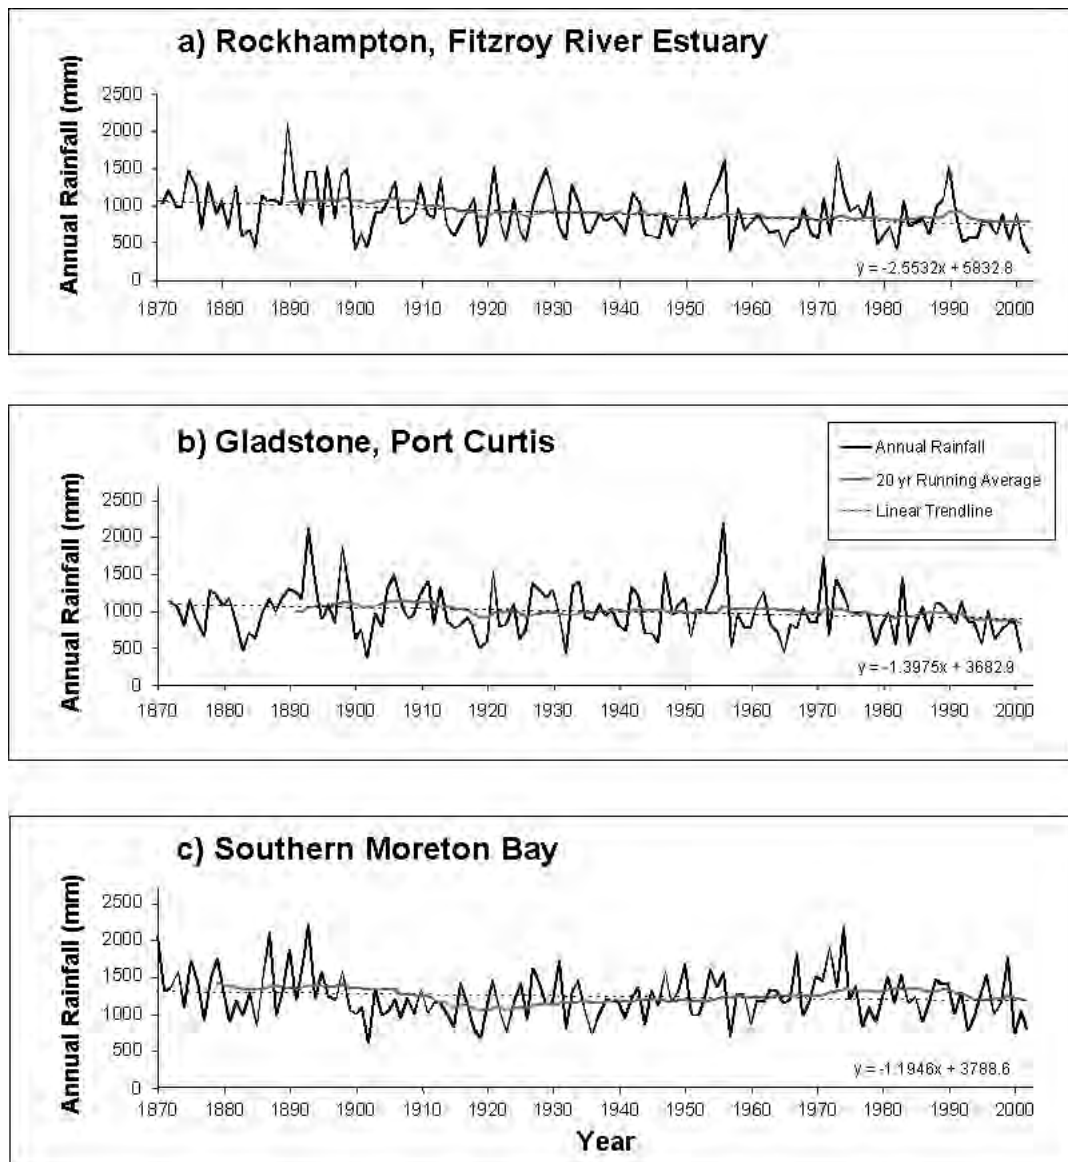 a) Rockhampton, Fitzroy River Estuary
Annual Rainfall (mm)
2500
2000
1500
1000
500
0
y = -2.5532x + 5832.8
1870 1880 1890 1900 1910 1920 1930 1940 1950 1960 1970 1980 1990 2000
b) Gladstone, Port Curtis
Annual Rainfall
20 yr Running Average
Linear Trendline
Annual Rainfall (mm)
2500
2000
1500
1000
500
0
y = -1.3975x + 3682.9
1870 1880 1890 1900 1910 1920 1930 1940 1950 1960 1970 1980 1990 2000
c) Southern Moreton Bay
Annual Rainfall (mm)
2500
2000
1500
1000
500
0
y = -1.1946x + 3788.6
1870 1880 1890 1900 1910 1920 1930 1940 1950 1960 1970 1980 1990 2000
Year